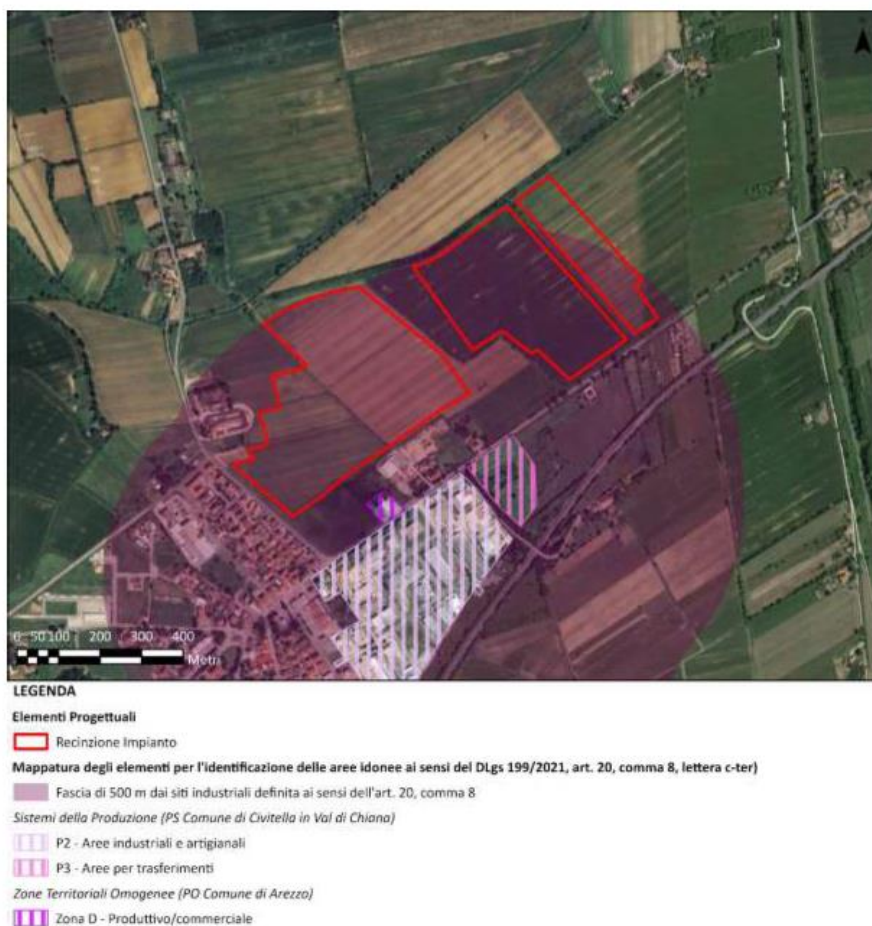 0 50 100 200 300 400
Metri
LEGENDA
Elementi Progettuali
Recinzione Impianto
Mappatura degli elementi per l'identificazione delle aree idonee ai sensi del DLgs 199/2021, art. 20, comma 8, lettera c-ter)
Fascia di 500 m dai siti industriali definita ai sensi dell'art. 20, comma 8
Sistemi della Produzione (PS Comune di Civitella in Val di Chiana)
P2 - Aree industriali e artigianali
P3 - Aree per trasferimenti
Zone Territoriali Omogenee (PO Comune di Arezzo)
Zona D - Produttivo/commerciale